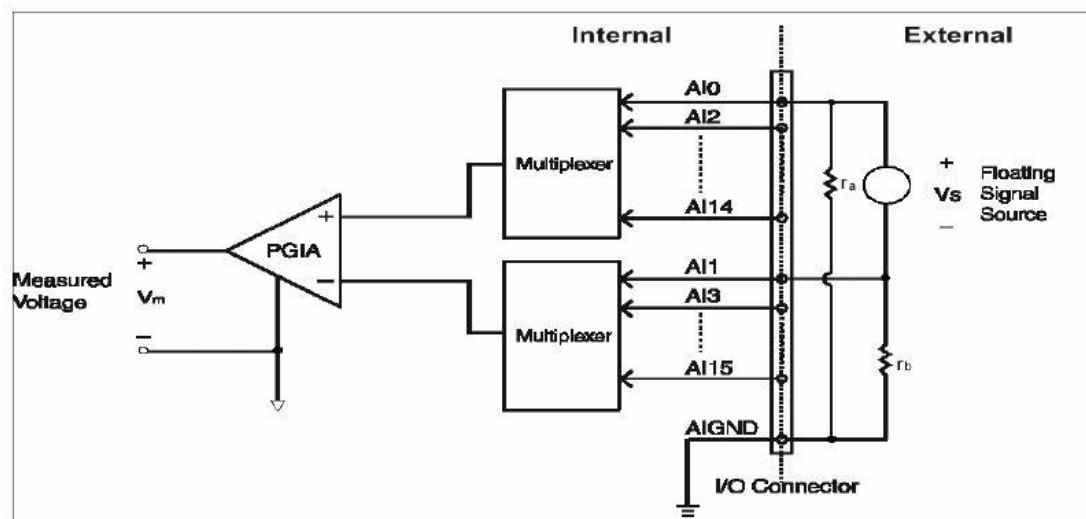 Internal
External
AI0
AI2
Multiplexer
AI14
ra
+
Vs
−
Floating
Signal
Source
+
PGIA
−
Measured
Voltage
+
Vm
−
AI1
AI3
Multiplexer
AI15
rb
AIGND
I/O Connector